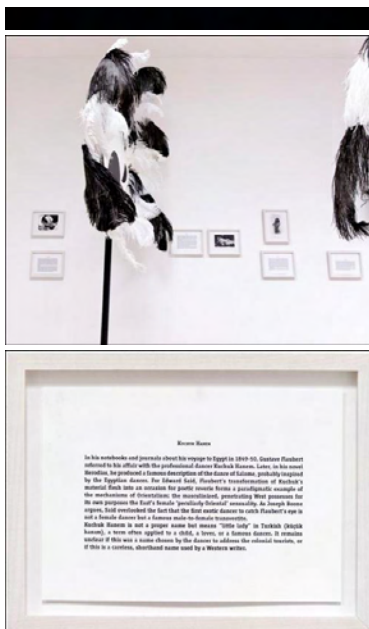 Kuchuk Hanem
In his notebooks and journals about his voyage to Egypt in 1849-50, Gustave Flaubert
referred to his affair with the professional dancer Kuchuk Hanem. Later, in his novel
Herodias, he produced a famous description of the dance of Salome, probably inspired
by the Egyptian dancer. For Edward Said, Flaubert's transformation of Kuchuk's
material flesh into an occasion for poetic reverie forms a paradigmatic example of
the mechanisms of Orientalism: the masculinized, penetrating West possesses for
its own purposes the East's female "peculiarly Oriental" sensuality. As Joseph Boone
argues, Said overlooked the fact that the first exotic dancer to catch Flaubert's eye is
not a female dancer but a famous male-to-female transvestite.
Kuchuk Hanem is not a proper name but means "little lady" in Turkish (küçük
hanım), a term often applied to a child, a lover, or a famous dancer. It remains
unclear if this was a name chosen by the dancer to address the colonial tourists, or
if this is a careless, shorthand name used by a Western writer.